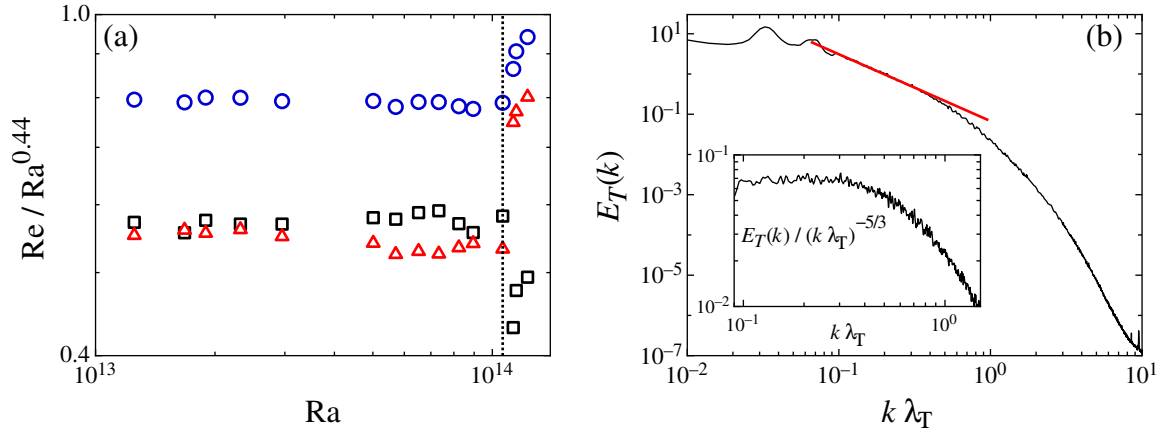 (a)
1.0
0.4
Re / Ra^0.44
10^13
10^14
Ra
(b)
10^1
10^-1
10^-3
10^-5
10^-7
E_T(k)
10^-2
10^-1
10^0
10^1
k λ_T
10^-1
10^-2
E_T(k) / (k λ_T)^-5/3
10^-1
10^0
k λ_T